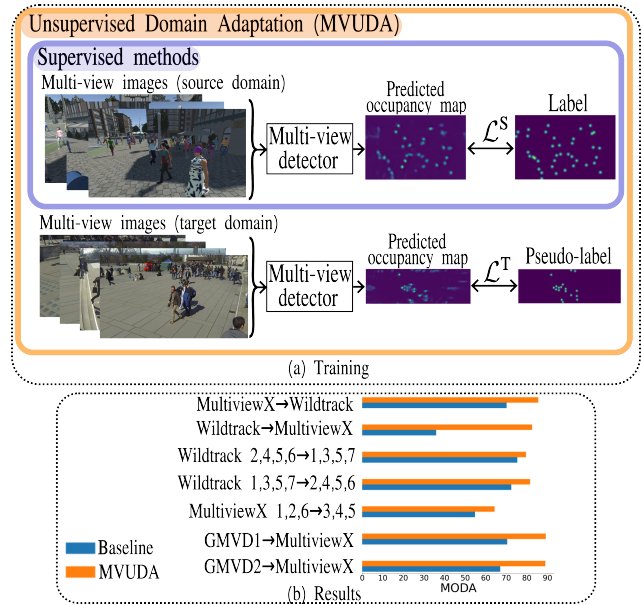 Unsupervised Domain Adaptation (MVUDA)
Supervised methods
Multi-view images (source domain)
Predicted
occupancy map
Label
Multi-view
detector
ℒS
Multi-view images (target domain)
Predicted
occupancy map
Pseudo-label
Multi-view
detector
ℒT
(a) Training
MultiviewX→Wildtrack
Wildtrack→MultiviewX
Wildtrack 2,4,5,6→1,3,5,7
Wildtrack 1,3,5,7→2,4,5,6
MultiviewX 1,2,6→3,4,5
GMVD1→MultiviewX
GMVD2→MultiviewX
Baseline
MVUDA
0 10 20 30 40 50 60 70 80 90
MODA
(b) Results